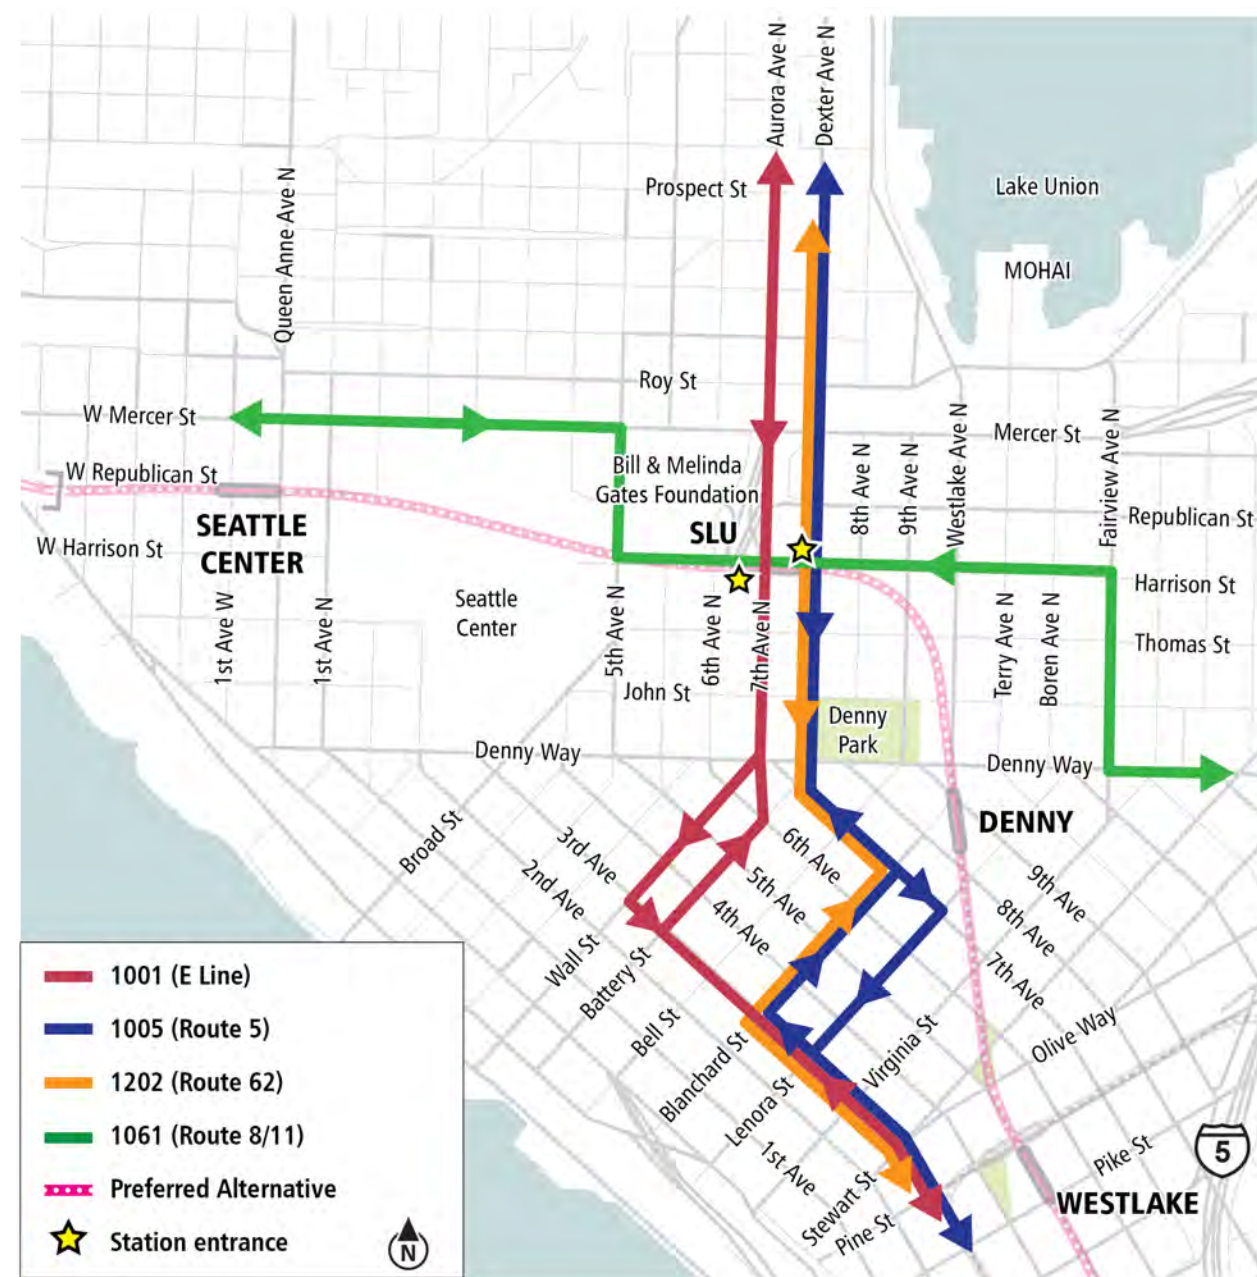 Aurora Ave N
Dexter Ave N
Prospect St
Lake Union
MOHAI
Queen Anne Ave N
Roy St
W Mercer St
Mercer St
Bill & Melinda
Gates Foundation
W Republican St
SLU
8th Ave N
9th Ave N
Westlake Ave N
Fairview Ave N
Republican St
SEATTLE
CENTER
W Harrison St
Harrison St
Seattle
Center
1st Ave W
1st Ave N
5th Ave N
6th Ave N
7th Ave N
Terry Ave N
Boren Ave N
Thomas St
John St
Denny
Park
Denny Way
Denny Way
DENNY
Broad St
3rd Ave
2nd Ave
6th Ave
5th Ave
4th Ave
9th Ave
8th Ave
7th Ave
Wall St
Battery St
Bell St
Blanchard St
Lenora St
Virginia St
Olive Way
1st Ave
Stewart St
Pine St
Pike St
5
WESTLAKE
1001 (E Line)
1005 (Route 5)
1202 (Route 62)
1061 (Route 8/11)
Preferred Alternative
Station entrance
N